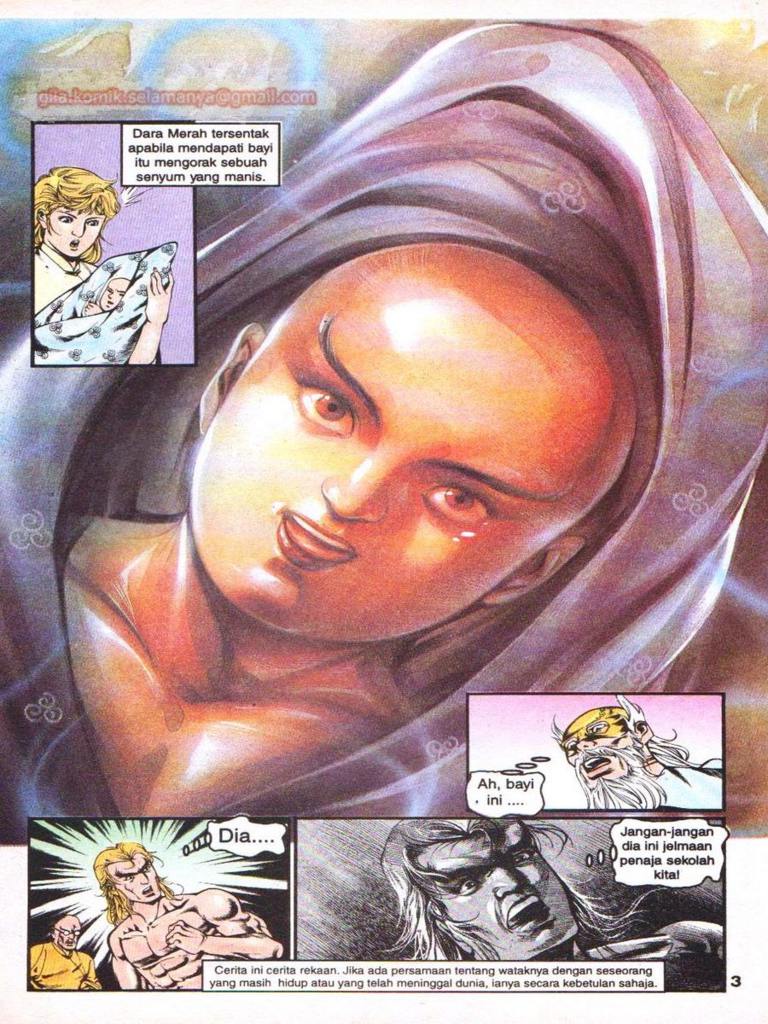 gila.komik.selamanya@gmail.com
Dara Merah tersentak
apabila mendapati bayi
itu mengorak sebuah
senyum yang manis.
Ah, bayi
ini ....
Dia....
Jangan-jangan
dia ini jelmaan
penaja sekolah
kita!
Cerita ini cerita rekaan. Jika ada persamaan tentang wataknya dengan seseorang
yang masih hidup atau yang telah meninggal dunia, ianya secara kebetulan sahaja.
3